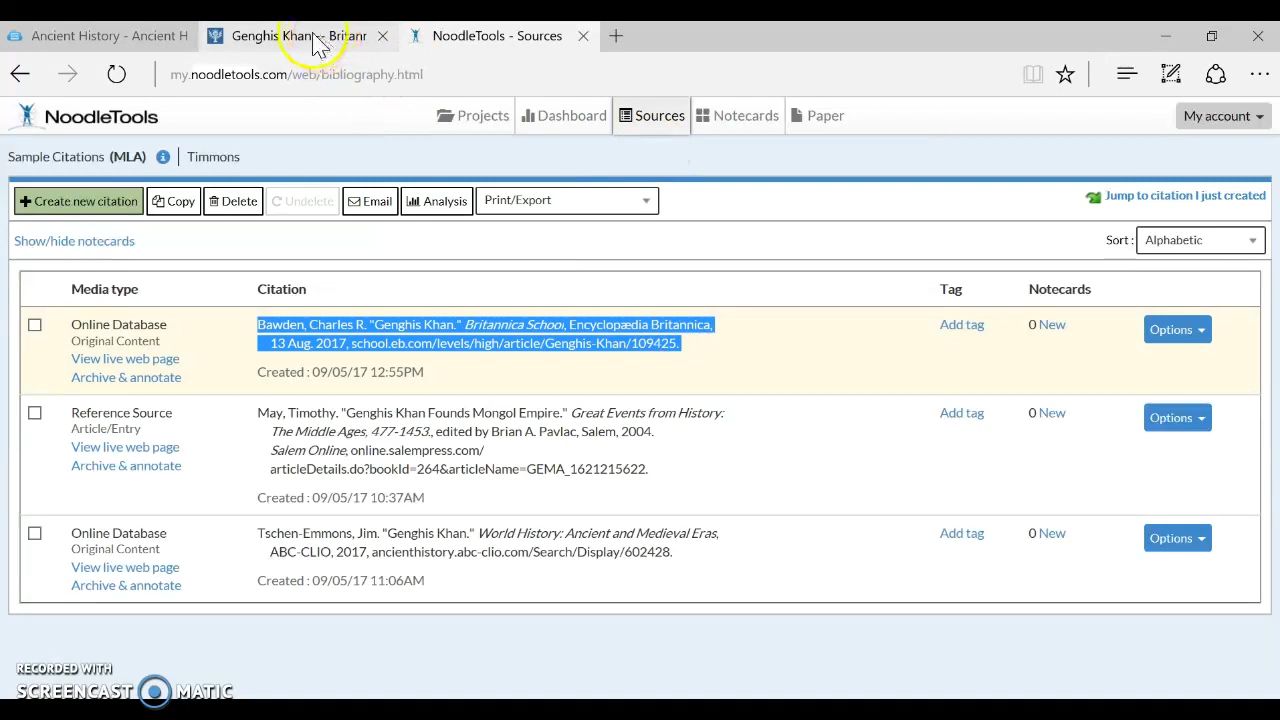 Ancient History - Ancient H
Genghis Khan - Britann
NoodleTools - Sources
my.noodletools.com/web/bibliography.html
NoodleTools
Projects
Dashboard
Sources
Notecards
Paper
My account
Sample Citations (MLA)
Timmons
Create new citation
Copy
Delete
Undelete
Email
Analysis
Print/Export
Jump to citation I just created
Show/hide notecards
Sort :
Alphabetic
Media type
Citation
Tag
Notecards
Online Database
Original Content
View live web page
Archive & annotate
Bawden, Charles R. "Genghis Khan." Britannica School, Encyclopædia Britannica,
13 Aug. 2017, school.eb.com/levels/high/article/Genghis-Khan/109425.
Created : 09/05/17 12:55PM
Add tag
0 New
Options
Reference Source
Article/Entry
View live web page
Archive & annotate
May, Timothy. "Genghis Khan Founds Mongol Empire." Great Events from History:
The Middle Ages, 477-1453., edited by Brian A. Pavlac, Salem, 2004.
Salem Online, online.salempress.com/
articleDetails.do?bookId=264&articleName=GEMA_1621215622.
Created : 09/05/17 10:37AM
Add tag
0 New
Options
Online Database
Original Content
View live web page
Archive & annotate
Tschen-Emmons, Jim. "Genghis Khan." World History: Ancient and Medieval Eras,
ABC-CLIO, 2017, ancienthistory.abc-clio.com/Search/Display/602428.
Created : 09/05/17 11:06AM
Add tag
0 New
Options
RECORDED WITH
SCREENCAST MATIC